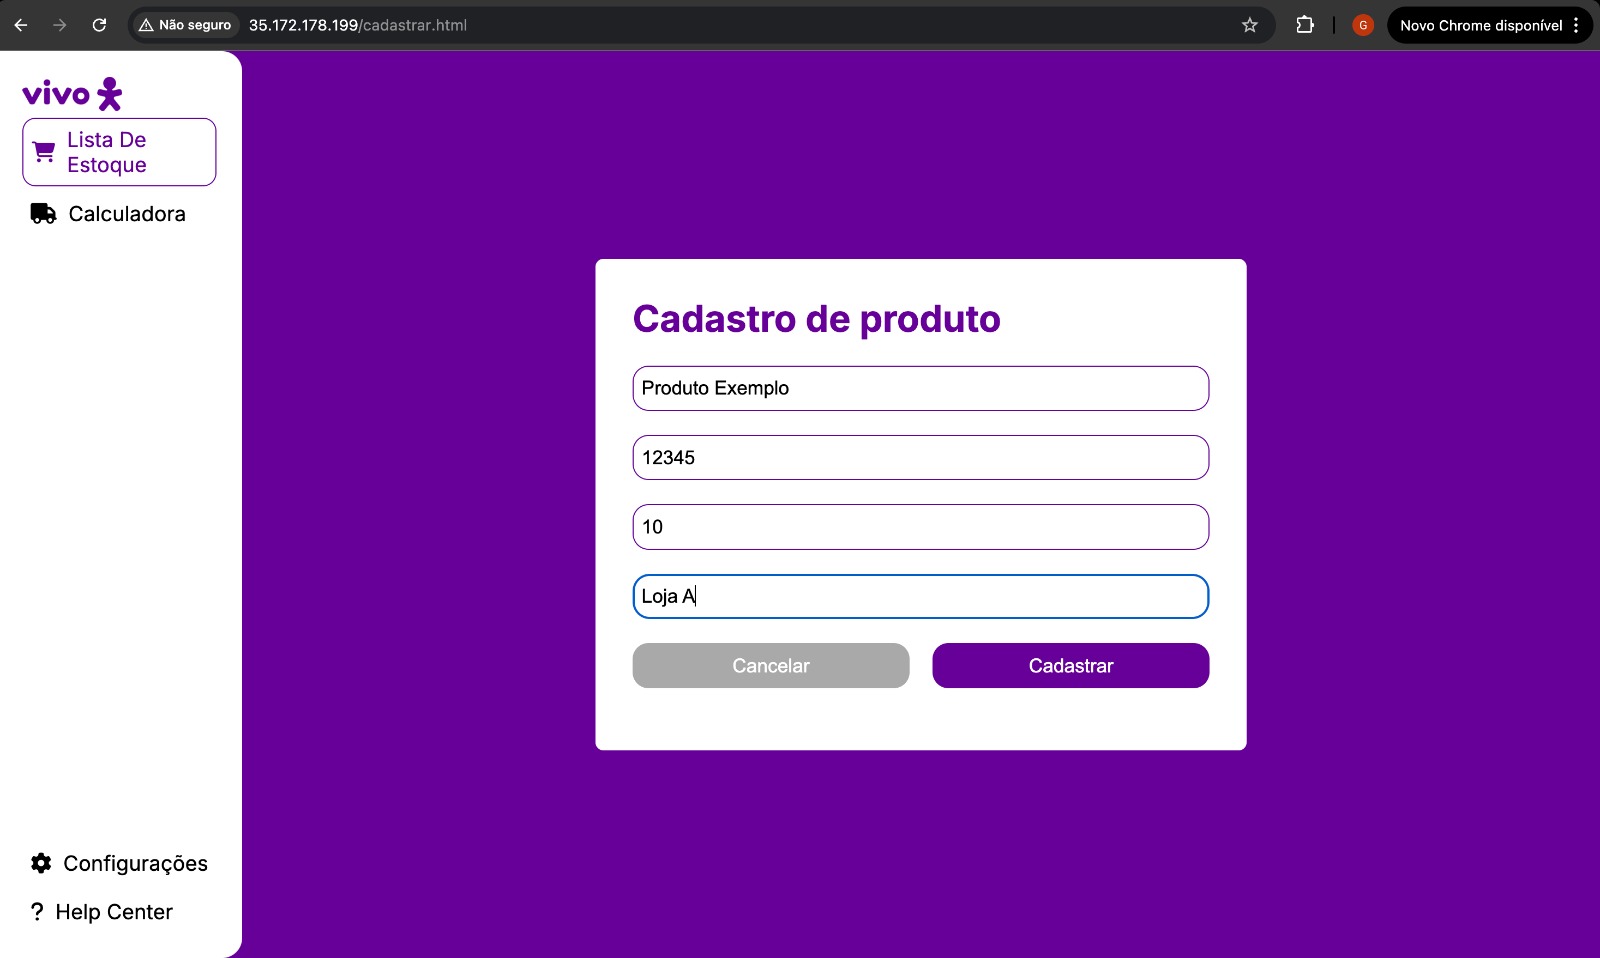 Não seguro
35.172.178.199/cadastrar.html
G
Novo Chrome disponível
vivo
Lista De
Estoque
Calculadora
Cadastro de produto
Produto Exemplo
12345
10
Loja A
Cancelar
Cadastrar
Configurações
? Help Center